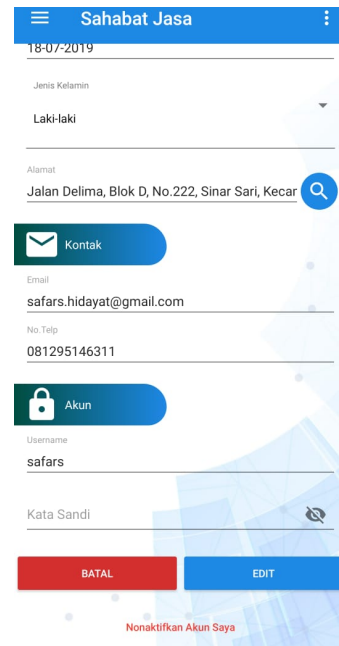 Sahabat Jasa
18-07-2019
Jenis Kelamin
Laki-laki
Alamat
Jalan Delima, Blok D, No.222, Sinar Sari, Kecar
Kontak
Email
safars.hidayat@gmail.com
No.Telp
081295146311
Akun
Username
safars
Kata Sandi
BATAL
EDIT
Nonaktifkan Akun Saya